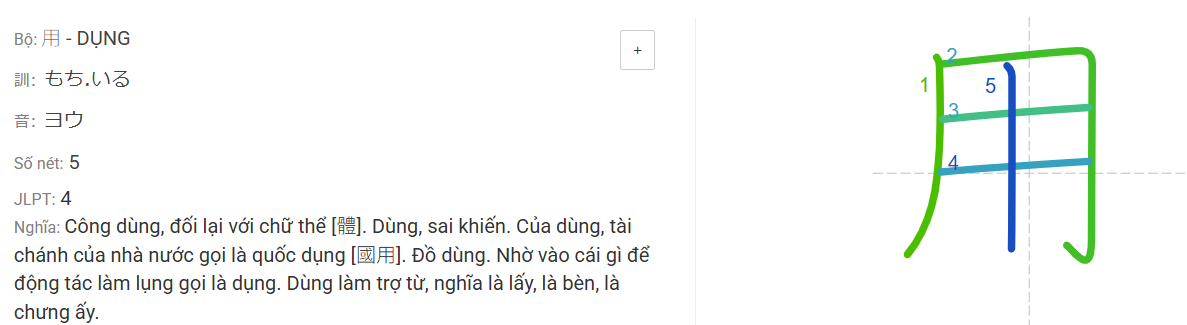 Bộ: 用 - DỤNG
+
訓: もち.いる
音: ヨウ
Số nét: 5
JLPT: 4
Nghĩa: Công dùng, đối lại với chữ thể [體]. Dùng, sai khiến. Của dùng, tài
chánh của nhà nước gọi là quốc dụng [國用]. Đồ dùng. Nhờ vào cái gì để
động tác làm lụng gọi là dụng. Dùng làm trợ từ, nghĩa là lấy, là bèn, là
chưng ấy.
用
1
2
3
4
5